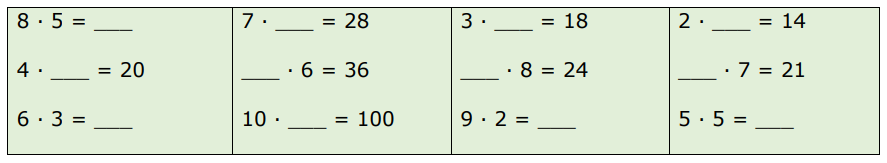 8 · 5 = ___
4 · ___ = 20
6 · 3 = ___
7 · ___ = 28
___ · 6 = 36
10 · ___ = 100
3 · ___ = 18
___ · 8 = 24
9 · 2 = ___
2 · ___ = 14
___ · 7 = 21
5 · 5 = ___